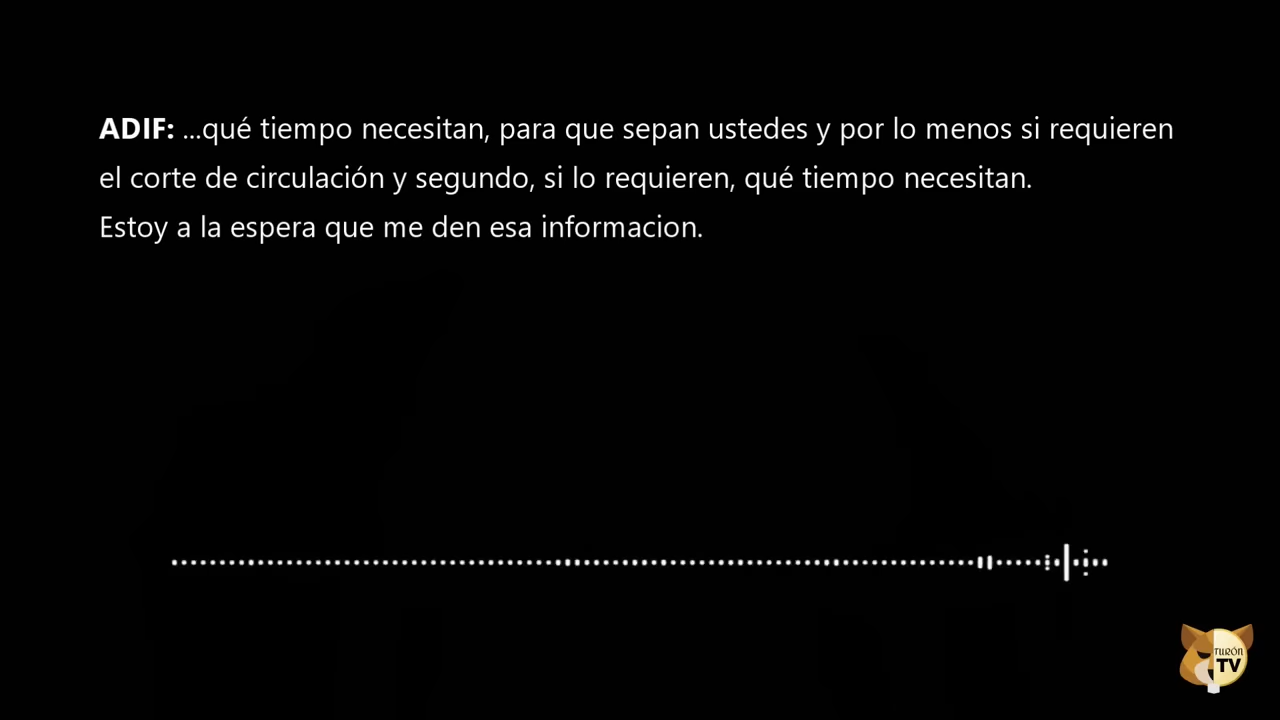 ADIF: ...qué tiempo necesitan, para que sepan ustedes y por lo menos si requieren
el corte de circulación y segundo, si lo requieren, qué tiempo necesitan.
Estoy a la espera que me den esa informacion.
TURÓN
TV